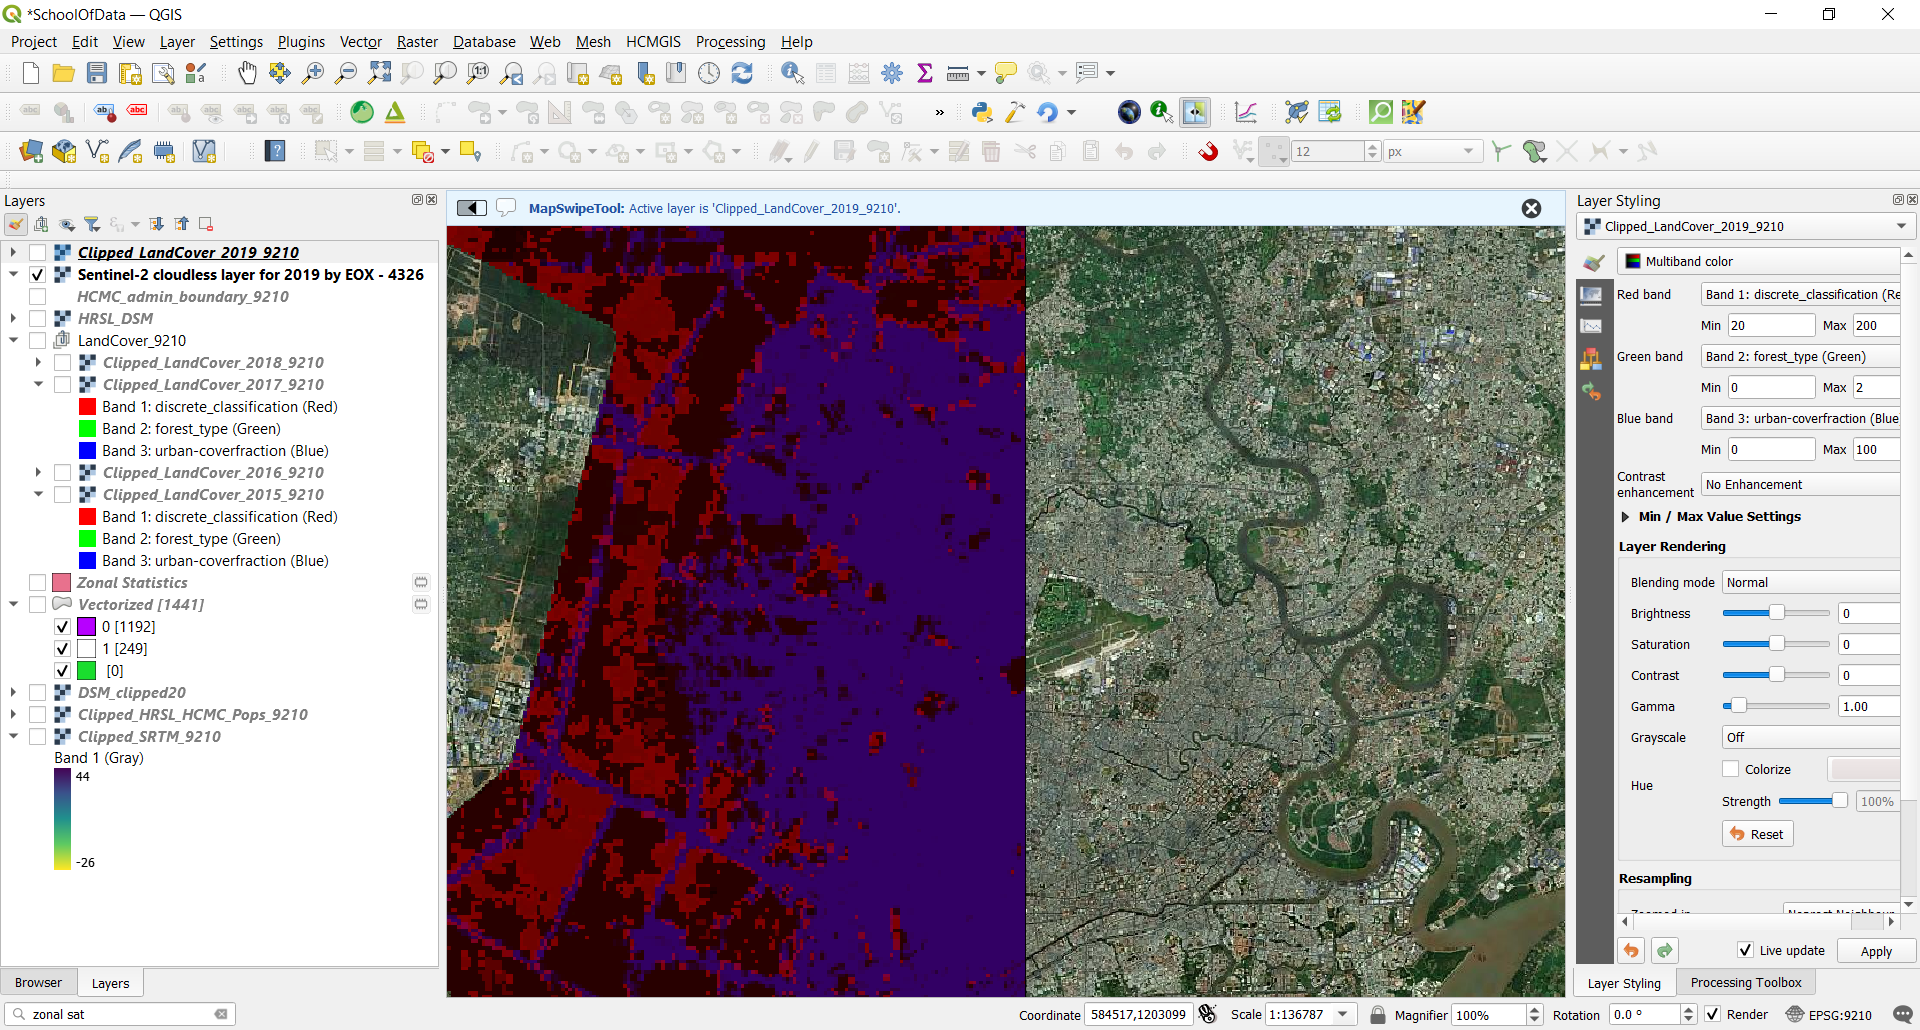 *SchoolOfData — QGIS
Project Edit View Layer Settings Plugins Vector Raster Database Web Mesh HCMGIS Processing Help
12 px
Layers
MapSwipeTool: Active layer is 'Clipped_LandCover_2019_9210'.
Clipped_LandCover_2019_9210
Sentinel-2 cloudless layer for 2019 by EOX - 4326
HCMC_admin_boundary_9210
HRSL_DSM
LandCover_9210
Clipped_LandCover_2018_9210
Clipped_LandCover_2017_9210
Band 1: discrete_classification (Red)
Band 2: forest_type (Green)
Band 3: urban-coverfraction (Blue)
Clipped_LandCover_2016_9210
Clipped_LandCover_2015_9210
Band 1: discrete_classification (Red)
Band 2: forest_type (Green)
Band 3: urban-coverfraction (Blue)
Zonal Statistics
Vectorized [1441]
0 [1192]
1 [249]
[0]
DSM_clipped20
Clipped_HRSL_HCMC_Pops_9210
Clipped_SRTM_9210
Band 1 (Gray)
44
-26
Browser Layers
Layer Styling
Clipped_LandCover_2019_9210
Multiband color
Red band Band 1: discrete_classification (Re
Min 20 Max 200
Green band Band 2: forest_type (Green)
Min 0 Max 2
Blue band Band 3: urban-coverfraction (Blue
Min 0 Max 100
Contrast
enhancement No Enhancement
Min / Max Value Settings
Layer Rendering
Blending mode Normal
Brightness 0
Saturation 0
Contrast 0
Gamma 1.00
Grayscale Off
Hue
Colorize
Strength 100%
Reset
Resampling
Zoomed in Nearest Neighbour
Live update Apply
Layer Styling Processing Toolbox
zonal sat
Coordinate 584517,1203099 Scale 1:136787 Magnifier 100% Rotation 0.0 ° Render EPSG:9210